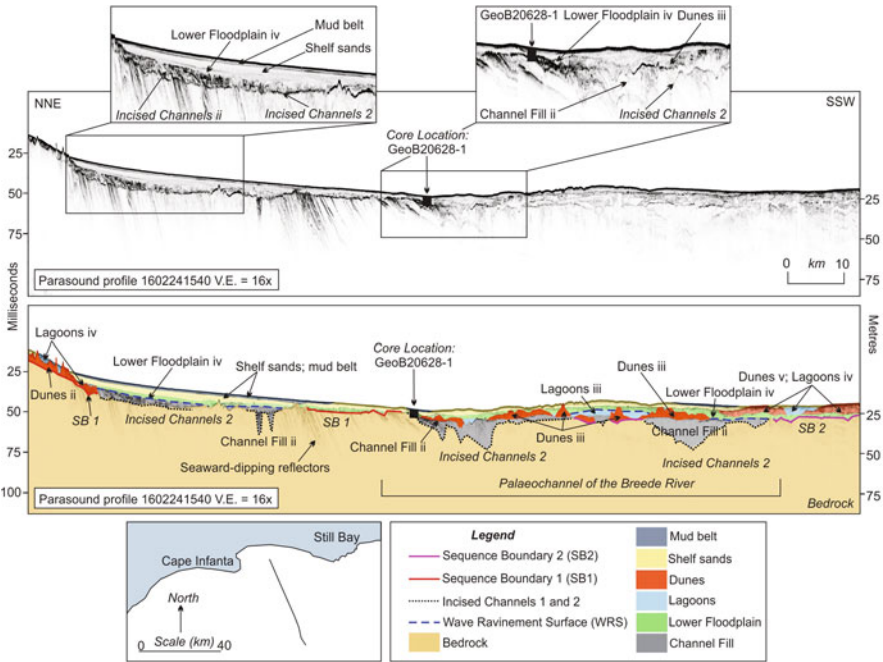 Lower Floodplain iv
Mud belt
Shelf sands
Incised Channels ii
Incised Channels 2
GeoB20628-1
Lower Floodplain iv
Dunes iii
Channel Fill ii
Incised Channels 2
NNE
SSW
Core Location:
GeoB20628-1
25
50
75
25
50
75
85
0 km 10
Parasound profile 1602241540 V.E. = 16x
Milliseconds
Metres
Lagoons iv
Lower Floodplain iv
Shelf sands; mud belt
Core Location:
GeoB20628-1
Lagoons iii
Dunes iii
Lower Floodplain iv
Dunes v; Lagoons iv
25
50
75
100
25
50
75
85
Dunes ii
SB 1
Incised Channels 2
SB 1
Channel Fill ii
Channel Fill ii
Dunes iii
Channel Fill ii
SB 2
Seaward-dipping reflectors
Incised Channels 2
Incised Channels 2
Palaeochannel of the Breede River
Parasound profile 1602241540 V.E. = 16x
Bedrock
Still Bay
Cape Infanta
North
Scale (km)
0 40
Legend
Sequence Boundary 2 (SB2)
Sequence Boundary 1 (SB1)
Incised Channels 1 and 2
Wave Ravinement Surface (WRS)
Bedrock
Mud belt
Shelf sands
Dunes
Lagoons
Lower Floodplain
Channel Fill